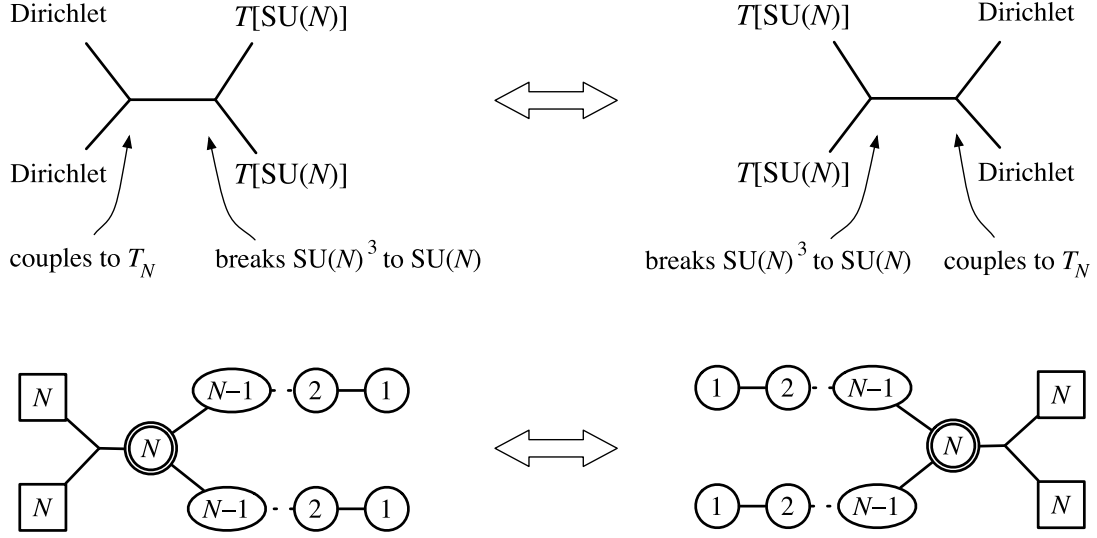 Dirichlet T[SU(N)] T[SU(N)] Dirichlet
Dirichlet T[SU(N)] T[SU(N)] Dirichlet
couples to T_N breaks SU(N)^3 to SU(N) breaks SU(N)^3 to SU(N) couples to T_N
N N−1 2 1 1 2 N−1 N
N N
N N−1 2 1 1 2 N−1 N